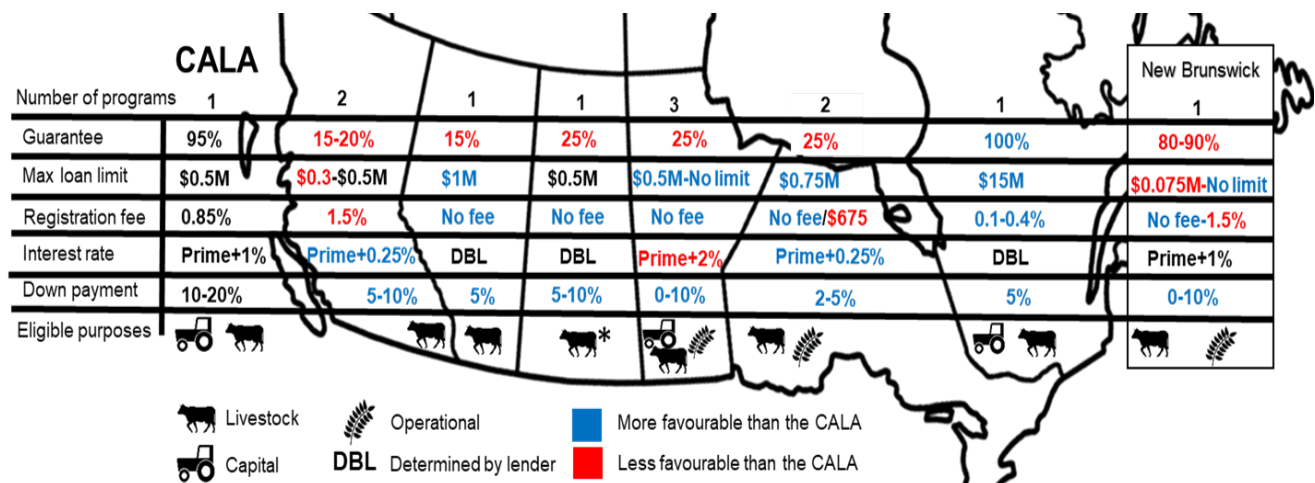 CALA
New Brunswick
Number of programs 1 2 1 1 3 2 1 1
Guarantee 95% 15-20% 15% 25% 25% 25% 100% 80-90%
Max loan limit $0.5M $0.3-$0.5M $1M $0.5M $0.5M-No limit $0.75M $15M $0.075M-No limit
Registration fee 0.85% 1.5% No fee No fee No fee No fee/$675 0.1-0.4% No fee-1.5%
Interest rate Prime+1% Prime+0.25% DBL DBL Prime+2% Prime+0.25% DBL Prime+1%
Down payment 10-20% 5-10% 5% 5-10% 0-10% 2-5% 5% 0-10%
Eligible purposes *
Livestock Operational More favourable than the CALA
Capital DBL Determined by lender Less favourable than the CALA